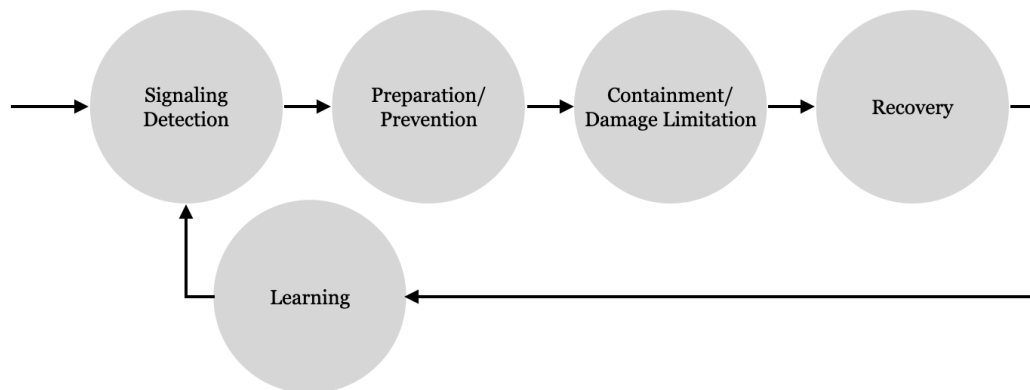 Signaling
Detection
Preparation/
Prevention
Containment/
Damage Limitation
Recovery
Learning